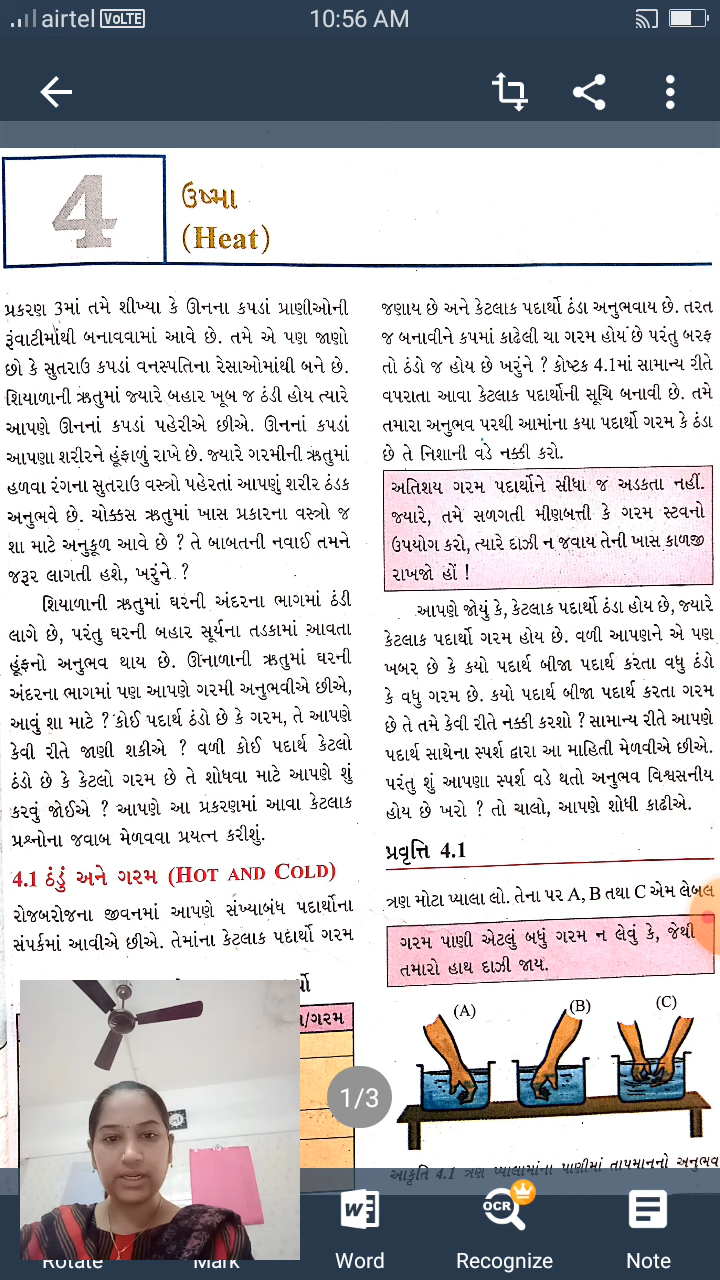 airtel VoLTE 10:56 AM
4
ઉષ્મા
(Heat)
પ્રકરણ 3માં તમે શીખ્યા કે ઊનના કપડાં પ્રાણીઓની
રૂંવાટીમાંથી બનાવવામાં આવે છે. તમે એ પણ જાણો
છો કે સુતરાઉ કપડાં વનસ્પતિના રેસાઓમાંથી બને છે.
શિયાળાની ઋતુમાં જ્યારે બહાર ખૂબ જ ઠંડી હોય ત્યારે
આપણે ઊનનાં કપડાં પહેરીએ છીએ. ઊનનાં કપડાં
આપણા શરીરને હૂંફાળું રાખે છે. જ્યારે ગરમીની ઋતુમાં
હળવા રંગના સુતરાઉ વસ્ત્રો પહેરતાં આપણું શરીર ઠંડક
અનુભવે છે. ચોક્કસ ઋતુમાં ખાસ પ્રકારના વસ્ત્રો જ
શા માટે અનુકૂળ આવે છે ? તે બાબતની નવાઈ તમને
જરૂર લાગતી હશે, ખરુંને ?
શિયાળાની ઋતુમાં ઘરની અંદરના ભાગમાં ઠંડી
લાગે છે, પરંતુ ઘરની બહાર સૂર્યના તડકામાં આવતા
હૂંફનો અનુભવ થાય છે. ઊનાળાની ઋતુમાં ઘરની
અંદરના ભાગમાં પણ આપણે ગરમી અનુભવીએ છીએ,
આવું શા માટે ? કોઈ પદાર્થ ઠંડો છે કે ગરમ, તે આપણે
કેવી રીતે જાણી શકીએ ? વળી કોઈ પદાર્થ કેટલો
ઠંડો છે કે કેટલો ગરમ છે તે શોધવા માટે આપણે શું
કરવું જોઈએ ? આપણે આ પ્રકરણમાં આવા કેટલાક
પ્રશ્નોના જવાબ મેળવવા પ્રયત્ન કરીશું.
4.1 ઠંડું અને ગરમ (HOT AND COLD)
રોજબરોજના જીવનમાં આપણે સંખ્યાબંધ પદાર્થોના
સંપર્કમાં આવીએ છીએ. તેમાંના કેટલાક પદાર્થો ગરમ
/ગરમ
જણાય છે અને કેટલાક પદાર્થો ઠંડા અનુભવાય છે. તરત
જ બનાવીને કપમાં કાઢેલી ચા ગરમ હોય છે પરંતુ બરફ
તો ઠંડો જ હોય છે ખરુંને ? કોષ્ટક 4.1માં સામાન્ય રીતે
વપરાતા આવા કેટલાક પદાર્થોની સૂચિ બનાવી છે. તમે
તમારા અનુભવ પરથી આમાંના કયા પદાર્થો ગરમ કે ઠંડા
છે તે નિશાની વડે નક્કી કરો.
અતિશય ગરમ પદાર્થોને સીધા જ અડકતા નહીં.
જ્યારે, તમે સળગતી મીણબત્તી કે ગરમ સ્ટવનો
ઉપયોગ કરો, ત્યારે દાઝી ન જવાય તેની ખાસ કાળજી
રાખજો હોં !
આપણે જોયું કે, કેટલાક પદાર્થો ઠંડા હોય છે, જ્યારે
કેટલાક પદાર્થો ગરમ હોય છે. વળી આપણને એ પણ
ખબર છે કે કયો પદાર્થ બીજા પદાર્થ કરતા વધુ ઠંડો
કે વધુ ગરમ છે. કયો પદાર્થ બીજા પદાર્થ કરતા ગરમ
છે તે તમે કેવી રીતે નક્કી કરશો ? સામાન્ય રીતે આપણે
પદાર્થ સાથેના સ્પર્શ દ્વારા આ માહિતી મેળવીએ છીએ.
પરંતુ શું આપણા સ્પર્શ વડે થતો અનુભવ વિશ્વસનીય
હોય છે ખરો ? તો ચાલો, આપણે શોધી કાઢીએ.
પ્રવૃત્તિ 4.1
ત્રણ મોટા પ્યાલા લો. તેના પર A, B તથા C એમ લેબલ
ગરમ પાણી એટલું બધું ગરમ ન લેવું કે, જેથી
તમારો હાથ દાઝી જાય.
(A) (B) (C)
આકૃતિ 4.1 ત્રણ પ્યાલામાંના પાણીમાં તાપમાનનો અનુભવ
1/3
Rotate Mark Word Recognize Note
W OCR